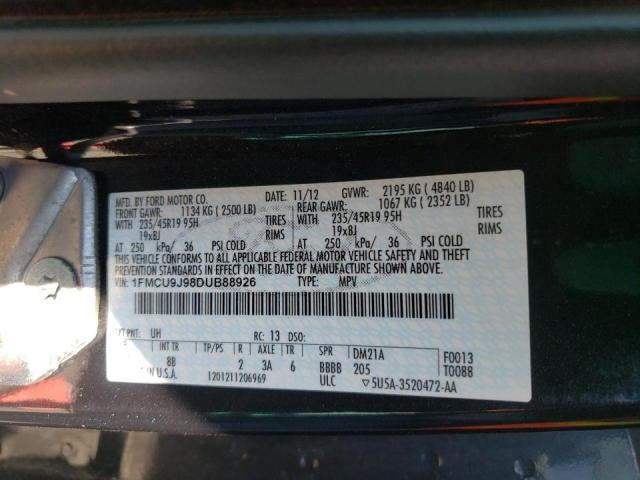 MFD. BY FORD MOTOR CO.
DATE: 11/12 GVWR: 2195 KG ( 4840 LB)
FRONT GAWR: 1134 KG ( 2500 LB)
REAR GAWR: 1067 KG ( 2352 LB)
WITH 235/45R19 95H TIRES
WITH 235/45R19 95H TIRES
19x8J RIMS
19x8J RIMS
AT 250 kPa/ 36 PSI COLD
AT 250 kPa/ 36 PSI COLD
THIS VEHICLE CONFORMS TO ALL APPLICABLE FEDERAL MOTOR VEHICLE SAFETY AND THEFT
PREVENTION STANDARDS IN EFFECT ON THE DATE OF MANUFACTURE SHOWN ABOVE.
VIN: 1FMCU9J98DUB88926 TYPE: MPV
PNT: UH RC: 13 DSO:
INT TR TP/PS R AXLE TR SPR DM21A F0013
8B 2 3A 6 BBBB 205 T0088
IN U.S.A. 1201211206969 ULC ▽5U5A-3520472-AA